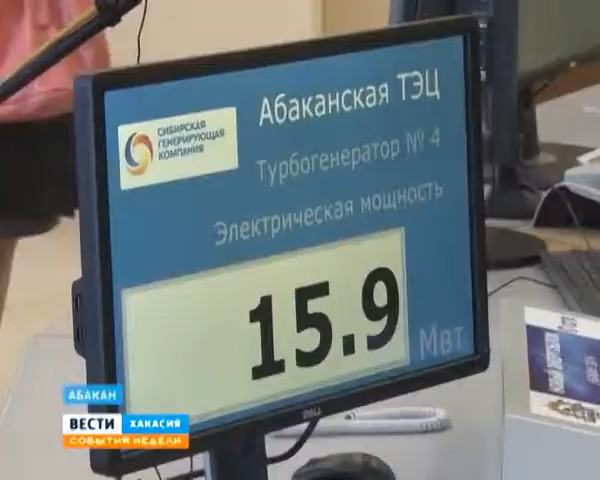 Абаканская ТЭЦ
СИБИРСКАЯ
ГЕНЕРИРУЮЩАЯ
КОМПАНИЯ
Турбогенератор № 4
Электрическая мощность
15.9 Мвт
DELL
АБАКАН
ВЕСТИ ХАКАСИЯ
СОБЫТИЯ НЕДЕЛИ